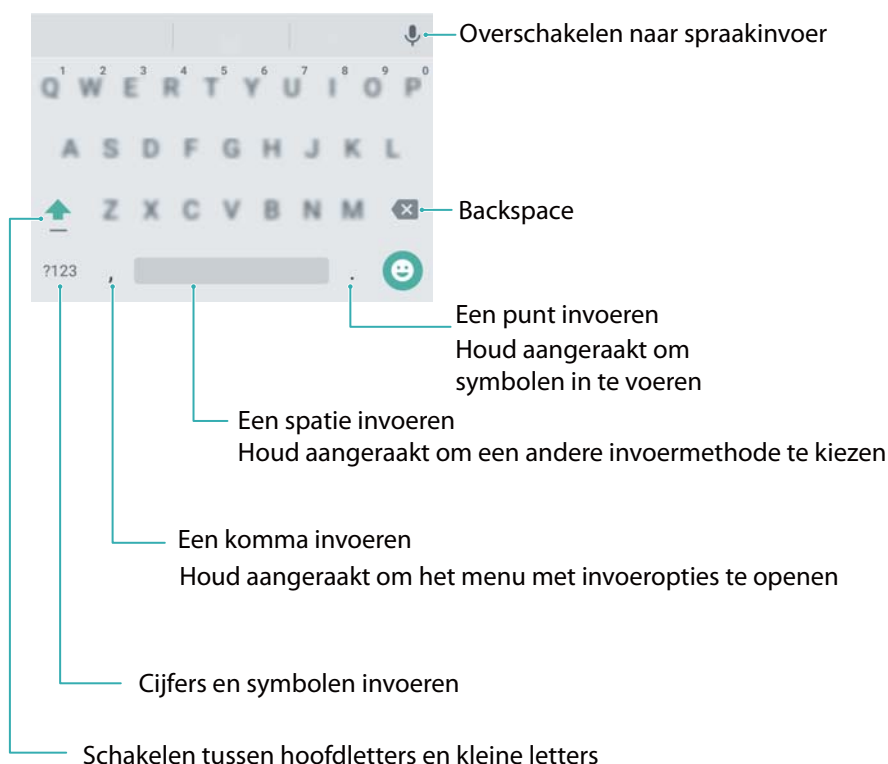 Overschakelen naar spraakinvoer
1 2 3 4 5 6 7 8 9 0
Q W E R T Y U I O P
A S D F G H J K L
Z X C V B N M
Backspace
?123 , .
Een punt invoeren
Houd aangeraakt om
symbolen in te voeren
Een spatie invoeren
Houd aangeraakt om een andere invoermethode te kiezen
Een komma invoeren
Houd aangeraakt om het menu met invoeropties te openen
Cijfers en symbolen invoeren
Schakelen tussen hoofdletters en kleine letters